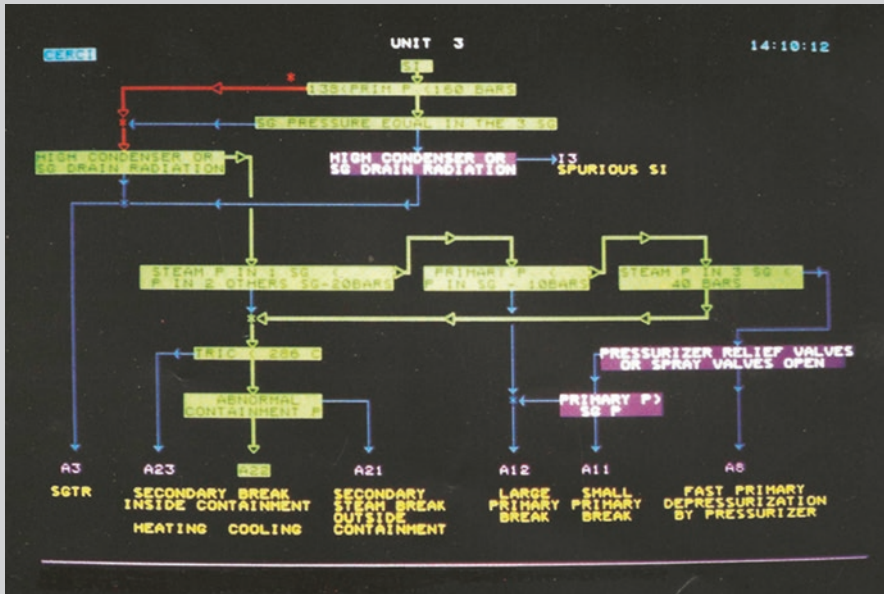 UNIT 3
CERCI
14:10:12
SI
138<PRIM P <160 BARS
SG PRESSURE EQUAL IN THE 3 SG
HIGH CONDENSER OR
SG DRAIN RADIATION
HIGH CONDENSER OR
SG DRAIN RADIATION
I3
SPURIOUS SI
STEAM P IN 1 SG <
P IN 2 OTHERS SG-20BARS
PRIMARY P <
P IN SG - 10BARS
STEAM P IN 3 SG <
40 BARS
TRIC < 286 C
PRESSURIZER RELIEF VALVES
OR SPRAY VALVES OPEN
ABNORMAL
CONTAINMENT P
PRIMARY P>
SG P
A3
SGTR
A23
A22
SECONDARY BREAK
INSIDE CONTAINMENT
HEATING COOLING
A21
SECONDARY
STEAM BREAK
OUTSIDE
CONTAINMENT
A12
LARGE
PRIMARY
BREAK
A11
SMALL
PRIMARY
BREAK
A8
FAST PRIMARY
DEPRESSURIZATION
BY PRESSURIZER